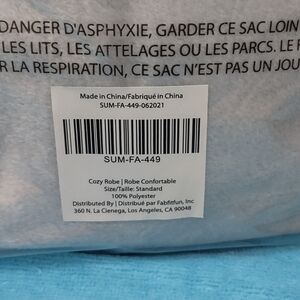 DANGER D'ASPHYXIE, GARDER CE SAC LOIN
LES LITS, LES ATTELAGES OU LES PARCS. LE
R LA RESPIRATION, CE SAC N'EST PAS UN JOU
Made in China/Fabriqué in China
SUM-FA-449-062021
SUM-FA-449
Cozy Robe | Robe Confortable
Size/Taille: Standard
100% Polyester
Distributed By | Distribué par Fabfitfun, Inc
360 N. La Cienega, Los Angeles, CA 90048